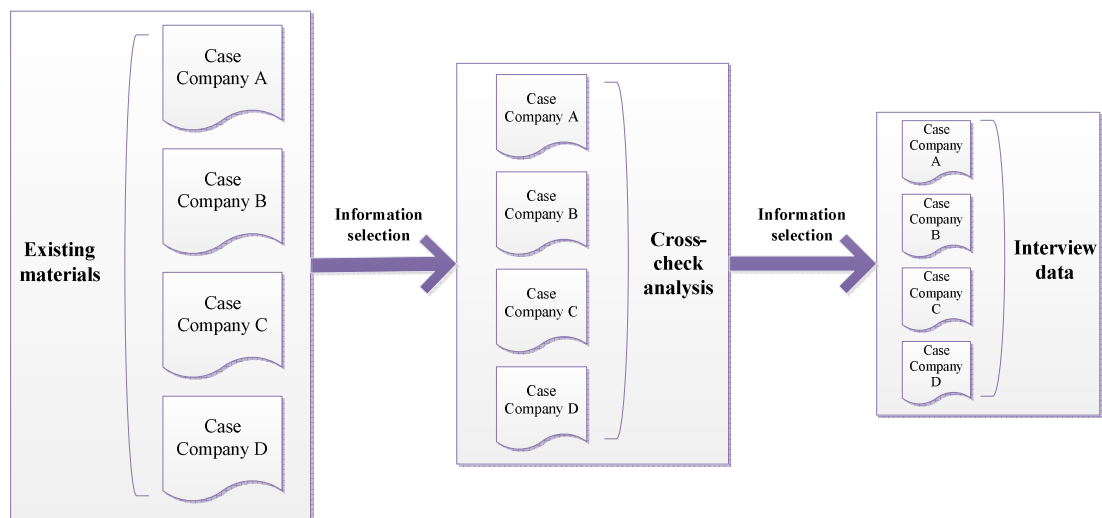 Existing
materials
Case
Company A
Case
Company B
Case
Company C
Case
Company D
Information
selection
Case
Company A
Case
Company B
Case
Company C
Case
Company D
Cross-
check
analysis
Information
selection
Case
Company
A
Case
Company
B
Case
Company
C
Case
Company
D
Interview
data